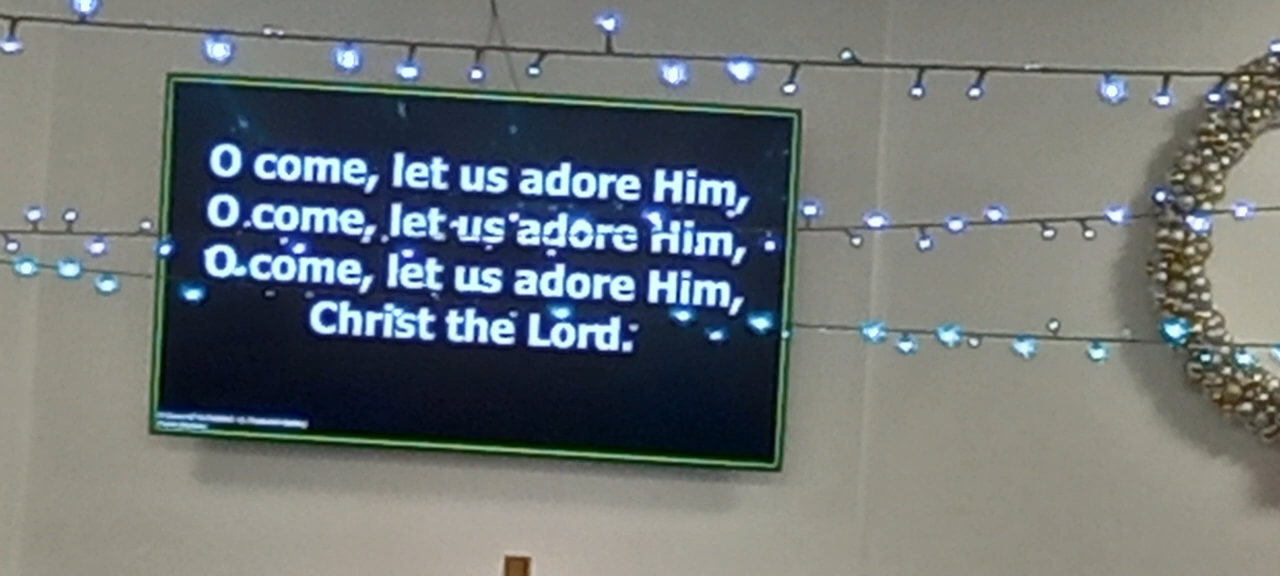 O come, let us adore Him,
O come, let us adore Him,
O come, let us adore Him,
Christ the Lord.